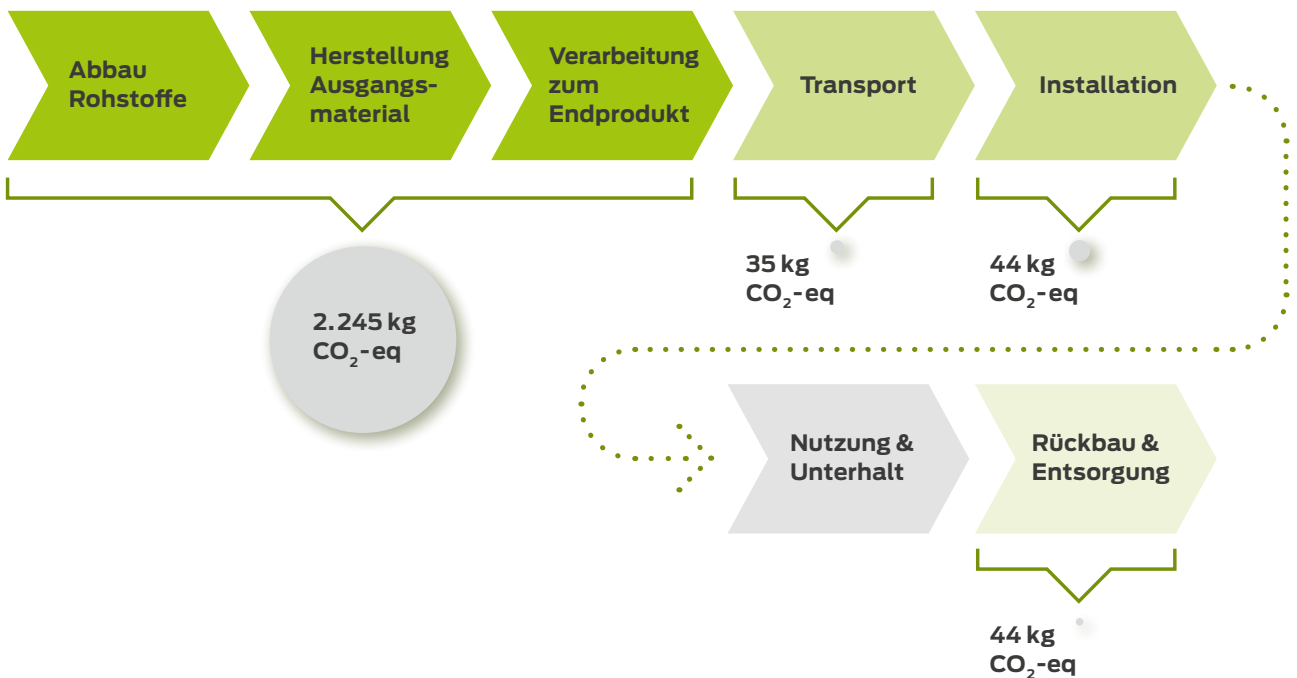 Abbau
Rohstoffe
Herstellung
Ausgangs-
material
Verarbeitung
zum
Endprodukt
Transport
Installation
2.245 kg
CO₂-eq
35 kg
CO₂-eq
44 kg
CO₂-eq
Nutzung &
Unterhalt
Rückbau &
Entsorgung
44 kg
CO₂-eq